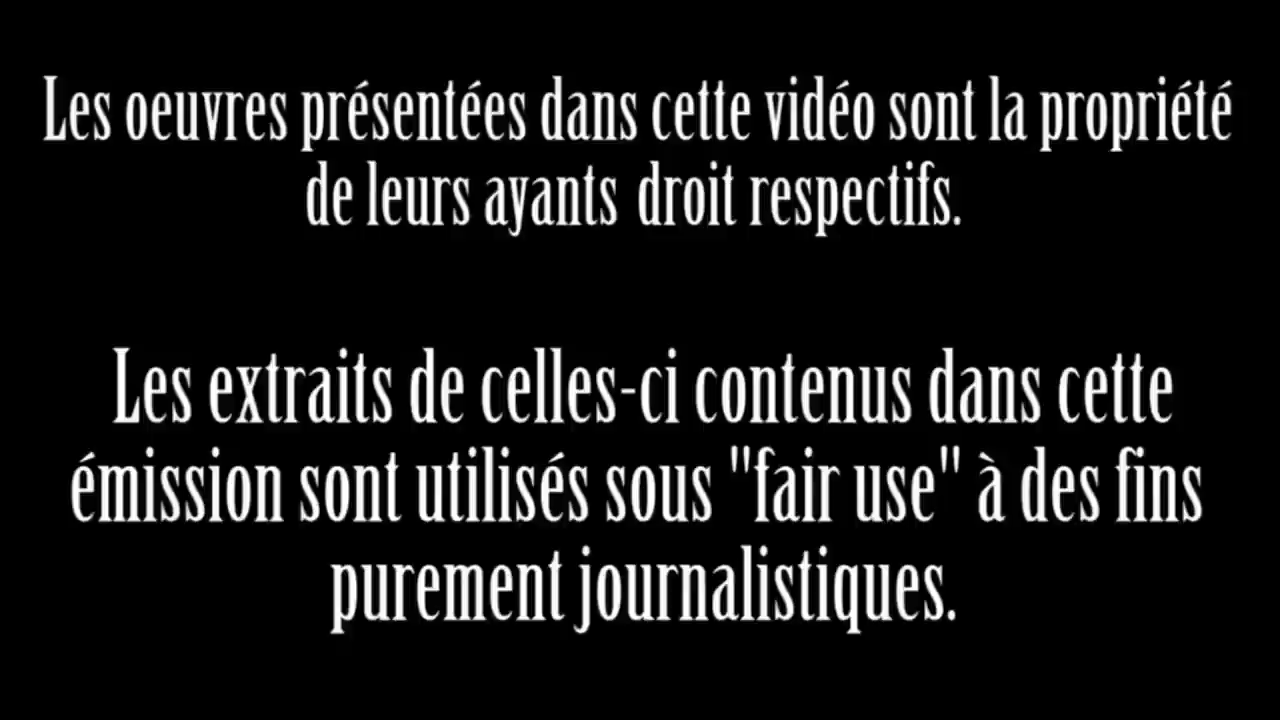 Les oeuvres présentées dans cette vidéo sont la propriété
de leurs ayants droit respectifs.
Les extraits de celles-ci contenus dans cette
émission sont utilisés sous "fair use" à des fins
purement journalistiques.